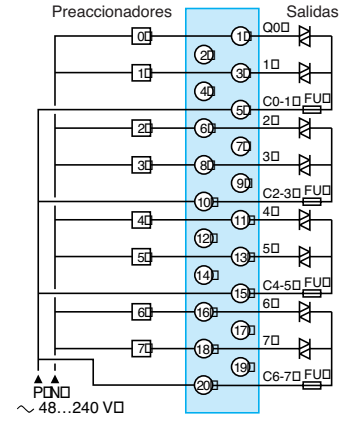 Preaccionadores Salidas
0 1 Q0
2
1 3 1
4
5 C0-1 FU
2 6 2
7
3 8 3
9
10 C2-3 FU
4 11 4
12
5 13 5
14
15 C4-5 FU
6 16 6
17
7 18 7
19
20 C6-7 FU
P N
~ 48...240 V